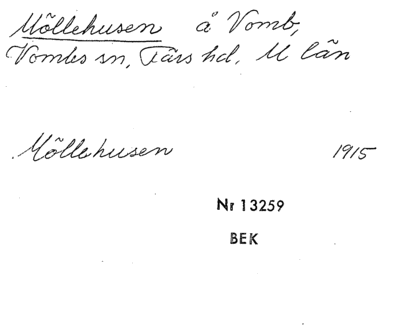 Möllehusen å Vomb,
Vombs sn, Färs hd, M län
Möllehusen 1915
Nr 13259
BEK